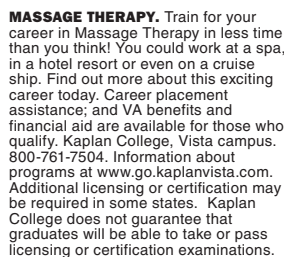 MASSAGE THERAPY. Train for your
career in Massage Therapy in less time
than you think! You could work at a spa,
in a hotel resort or even on a cruise
ship. Find out more about this exciting
career today. Career placement
assistance; and VA benefits and
financial aid are available for those who
qualify. Kaplan College, Vista campus.
800-761-7504. Information about
programs at www.go.kaplanvista.com.
Additional licensing or certification may
be required in some states.  Kaplan
College does not guarantee that
graduates will be able to take or pass
licensing or certification examinations.